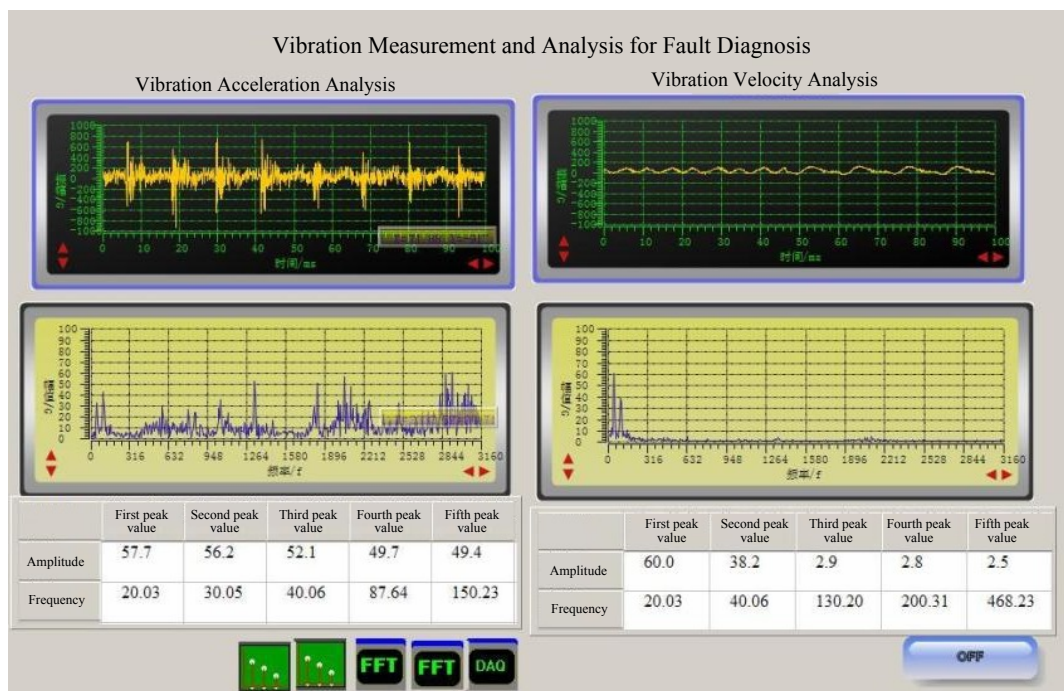 Vibration Measurement and Analysis for Fault Diagnosis
Vibration Acceleration Analysis
1000
800
600
400
200
0
-200
-400
-600
-800
-1000
0 10 20 30 40 50 60 70 80 90 100
时间/ms
100
90
80
70
60
50
40
30
20
10
0
0 316 632 948 1264 1580 1896 2212 2528 2844 3160
频率/f
First peak value Second peak value Third peak value Fourth peak value Fifth peak value
Amplitude 57.7 56.2 52.1 49.7 49.4
Frequency 20.03 30.05 40.06 87.64 150.23
Vibration Velocity Analysis
1000
800
600
400
200
0
-200
-400
-600
-800
-1000
0 10 20 30 40 50 60 70 80 90 100
时间/ms
100
90
80
70
60
50
40
30
20
10
0
0 316 632 948 1264 1580 1896 2212 2528 2844 3160
频率/f
First peak value Second peak value Third peak value Fourth peak value Fifth peak value
Amplitude 60.0 38.2 2.9 2.8 2.5
Frequency 20.03 40.06 130.20 200.31 468.23
FFT FFT DAQ
OFF